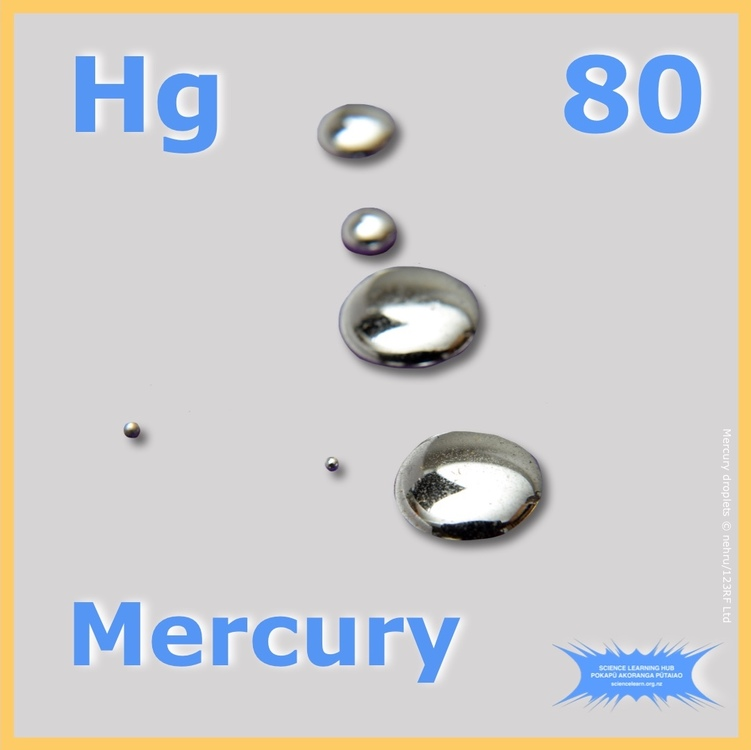 Hg
80
Mercury
Mercury droplets © nehru/123RF Ltd
SCIENCE LEARNING HUB
POKAPŪ AKORANGA PŪTAIAO
sciencelearn.org.nz